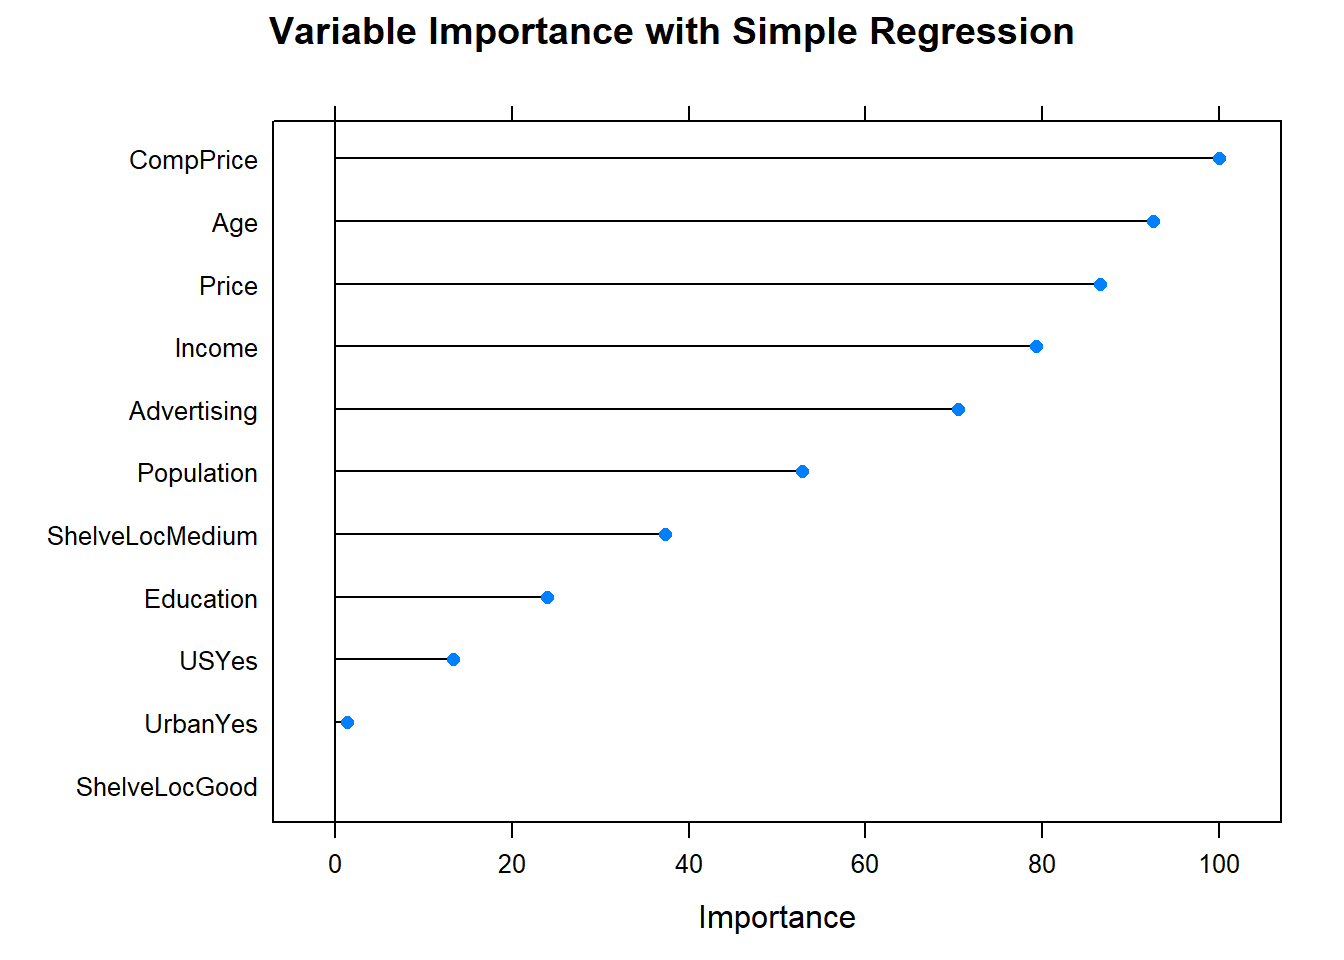 Variable Importance with Simple Regression
CompPrice
Age
Price
Income
Advertising
Population
ShelveLocMedium
Education
USYes
UrbanYes
ShelveLocGood
0 20 40 60 80 100
Importance